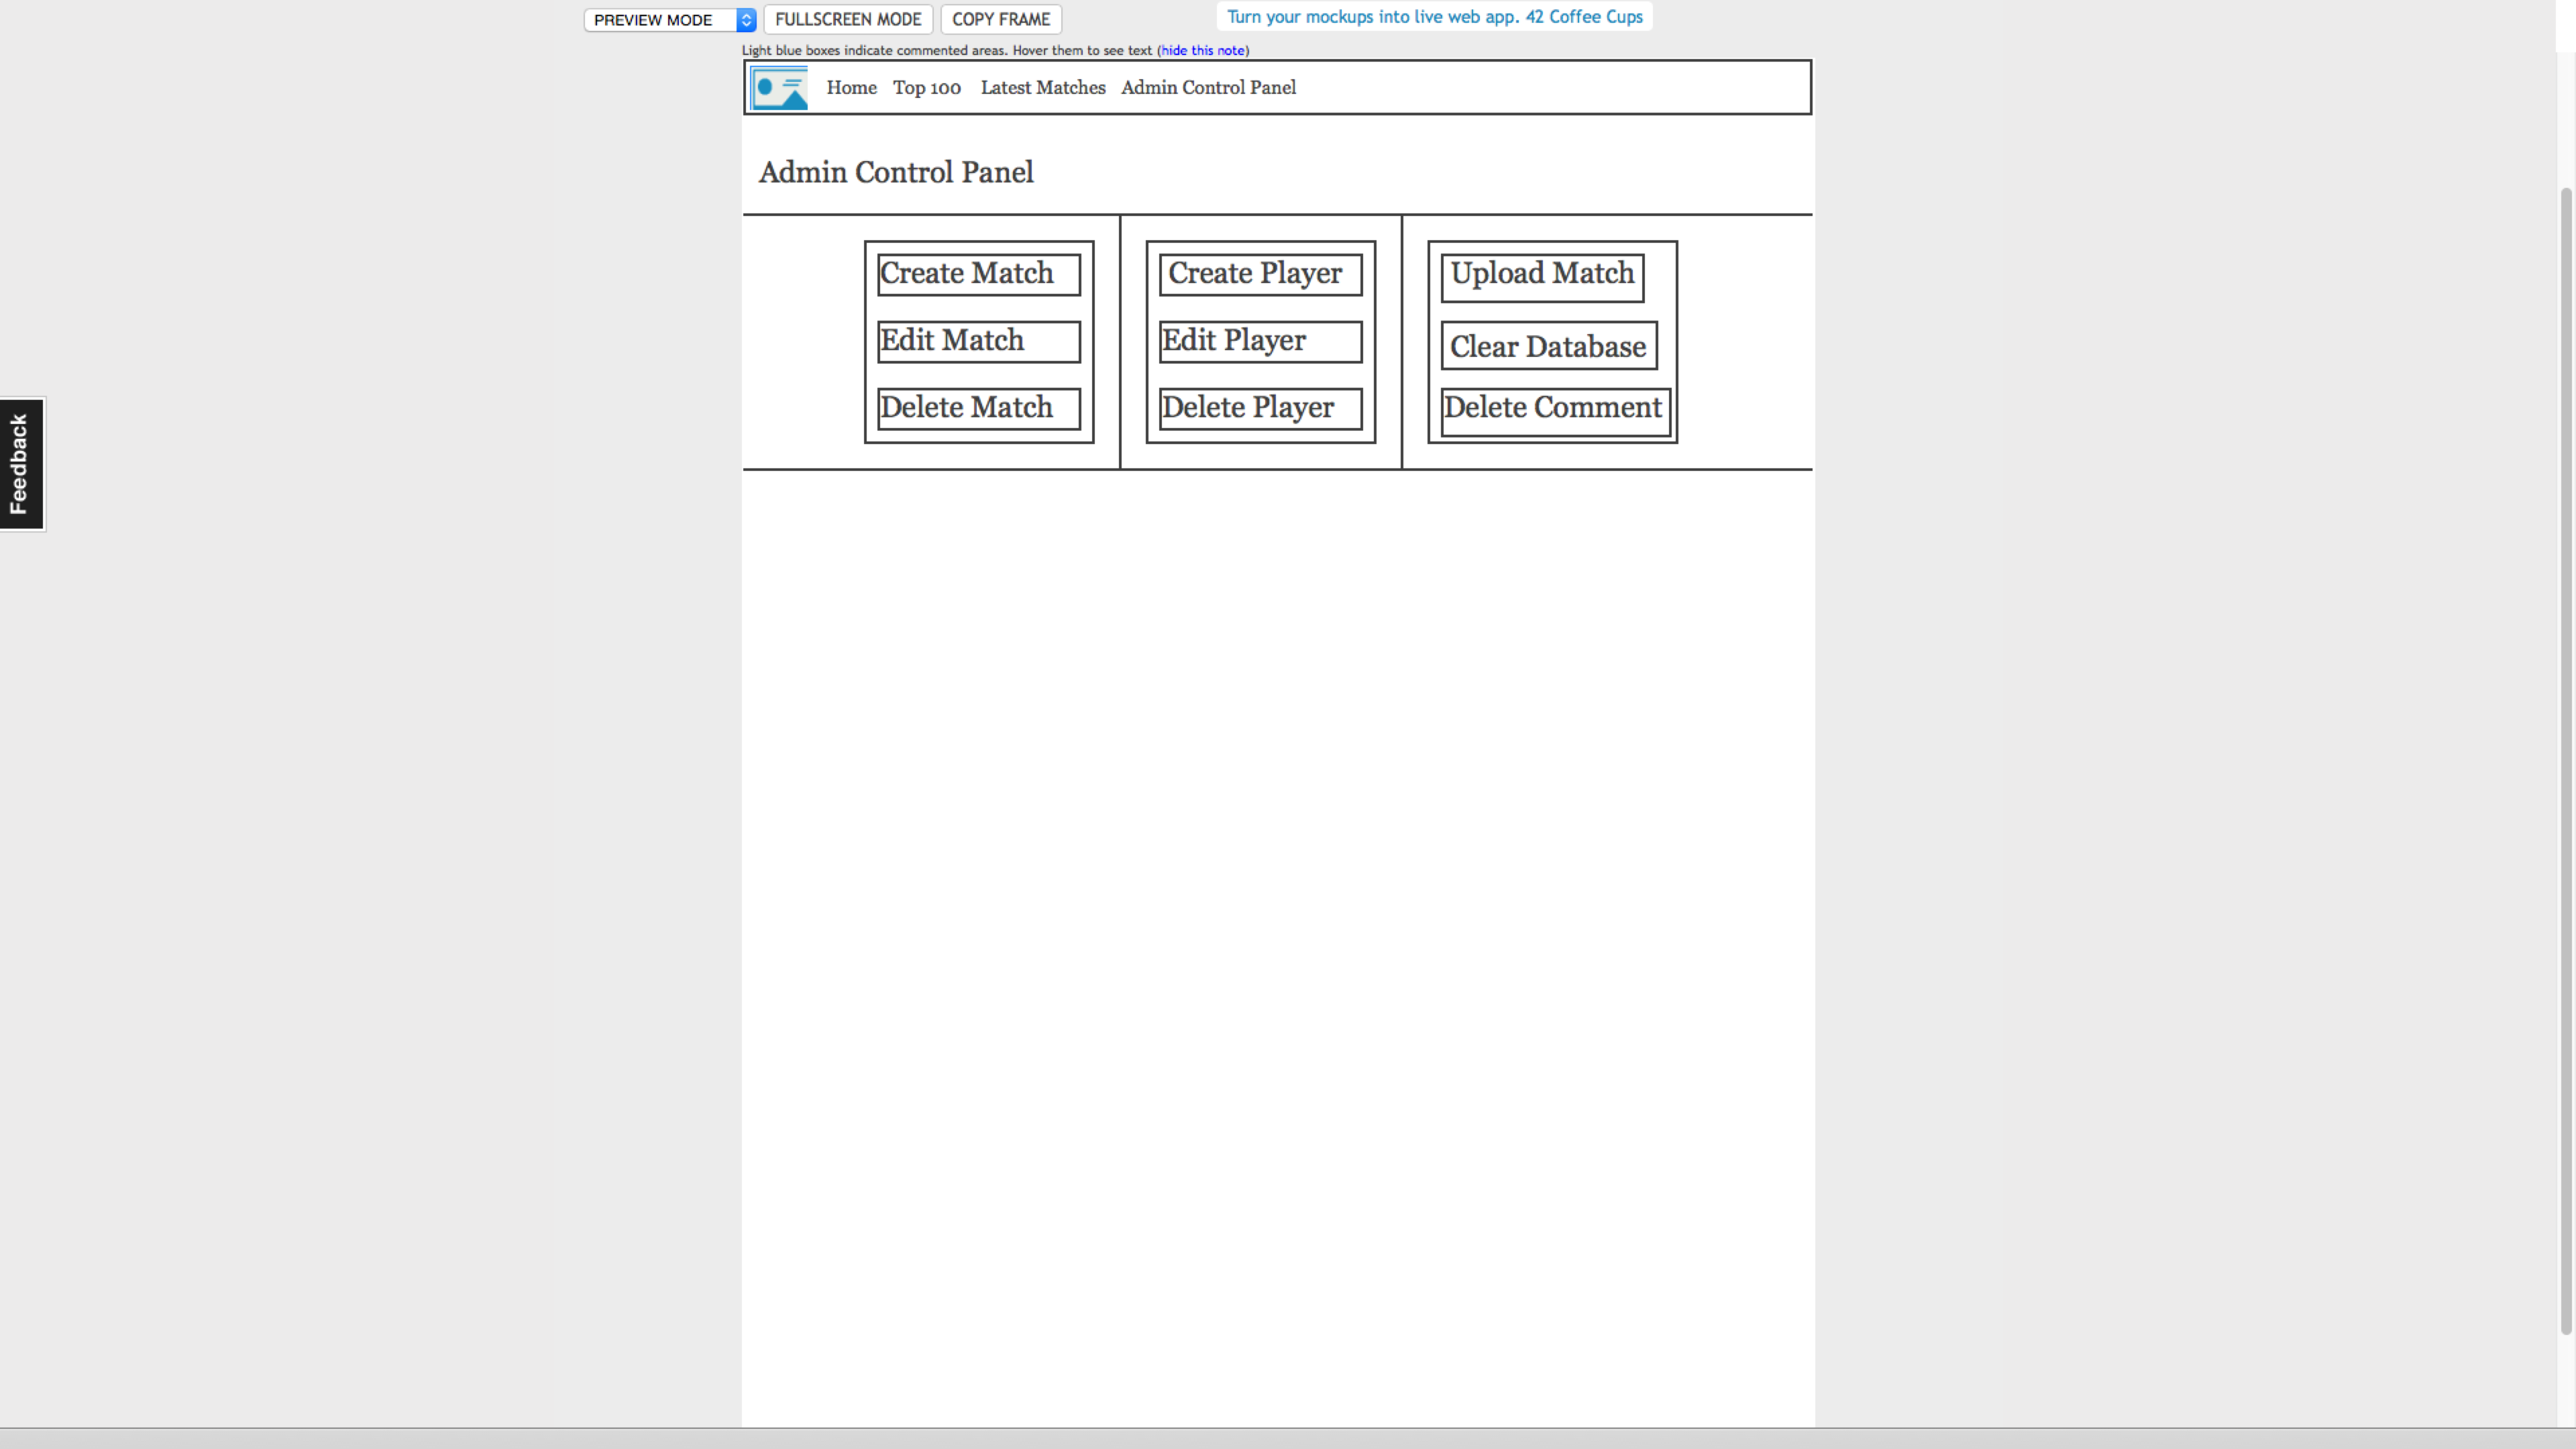 PREVIEW MODE FULLSCREEN MODE COPY FRAME Turn your mockups into live web app. 42 Coffee Cups
Light blue boxes indicate commented areas. Hover them to see text (hide this note)
Home Top 100 Latest Matches Admin Control Panel
Admin Control Panel
Create Match Create Player Upload Match
Edit Match Edit Player Clear Database
Delete Match Delete Player Delete Comment
Feedback